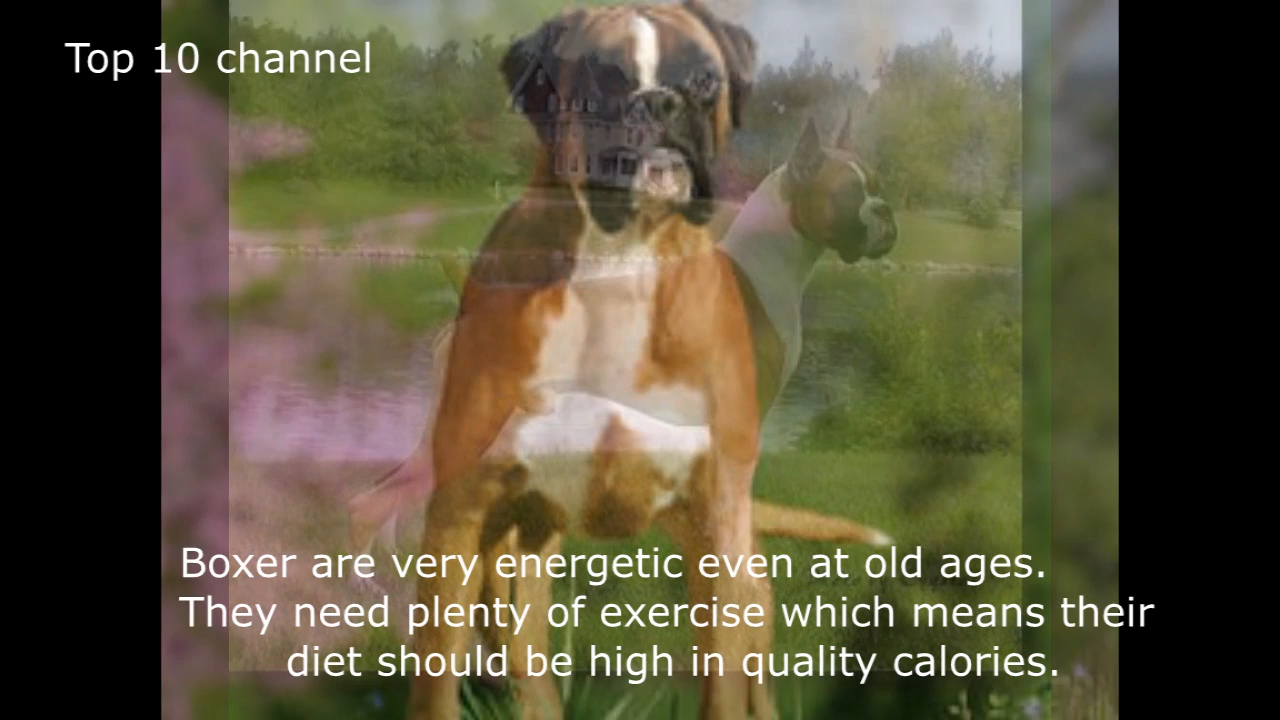 Top 10 channel
Boxer are very energetic even at old ages.
They need plenty of exercise which means their
diet should be high in quality calories.